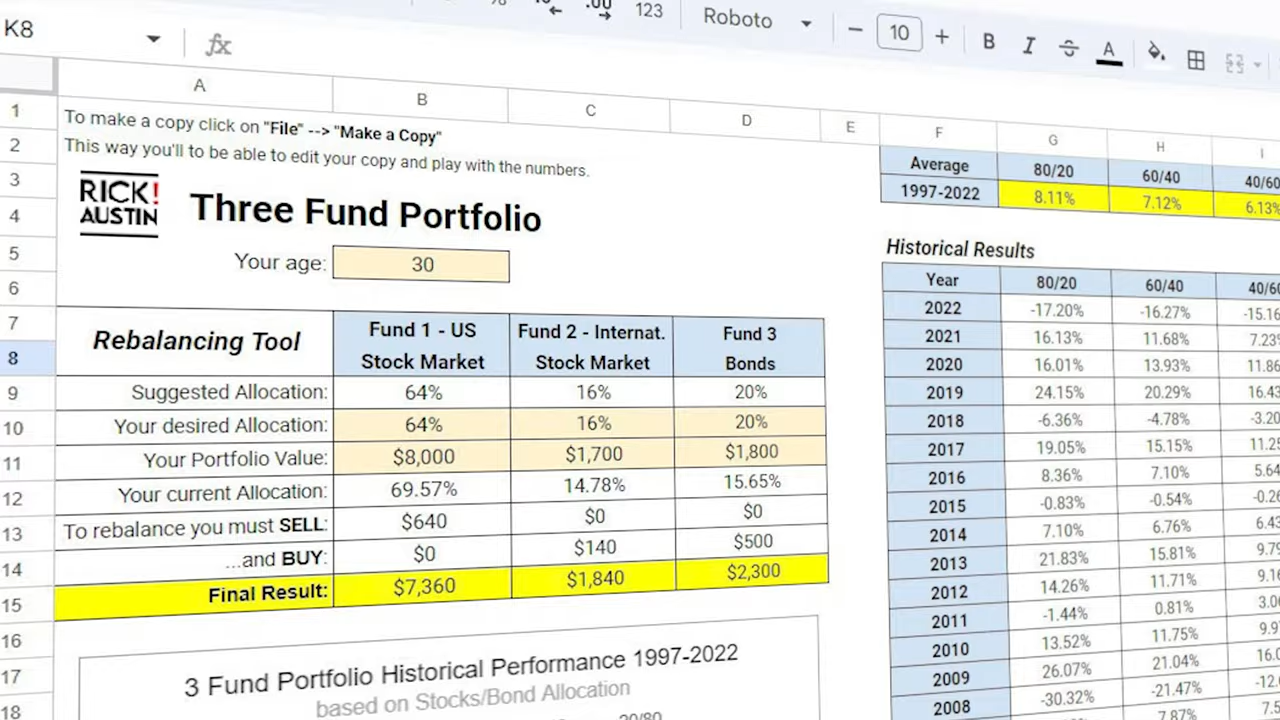 .00
123
Roboto
10
B I S A
K8
fx
A B C D E F G H I
1 To make a copy click on "File" --> "Make a Copy"
2 This way you'll to be able to edit your copy and play with the numbers.
Average 80/20 60/40 40/60
1997-2022 8.11% 7.12% 6.13%
3
4
RICK!
AUSTIN
Three Fund Portfolio
5 Your age: 30
6
Historical Results
Year 80/20 60/40 40/60
7
8
Rebalancing Tool
Fund 1 - US
Stock Market
Fund 2 - Internat.
Stock Market
Fund 3
Bonds
9 Suggested Allocation: 64% 16% 20%
10 Your desired Allocation: 64% 16% 20%
11 Your Portfolio Value: $8,000 $1,700 $1,800
12 Your current Allocation: 69.57% 14.78% 15.65%
13 To rebalance you must SELL: $640 $0 $0
14 ...and BUY: $0 $140 $500
15 Final Result: $7,360 $1,840 $2,300
16
17
18
3 Fund Portfolio Historical Performance 1997-2022
based on Stocks/Bond Allocation
20/80
2022 -17.20% -16.27% -15.16
2021 16.13% 11.68% 7.23%
2020 16.01% 13.93% 11.86
2019 24.15% 20.29% 16.43
2018 -6.36% -4.78% -3.20
2017 19.05% 15.15% 11.25
2016 8.36% 7.10% 5.64
2015 -0.83% -0.54% -0.26
2014 7.10% 6.76% 6.43
2013 21.83% 15.81% 9.79
2012 14.26% 11.71% 9.16
2011 -1.44% 0.81% 3.06
2010 13.52% 11.75% 9.97
2009 26.07% 21.04% 16.0
2008 -30.32% -21.47% -12.6
7.87% 7.5